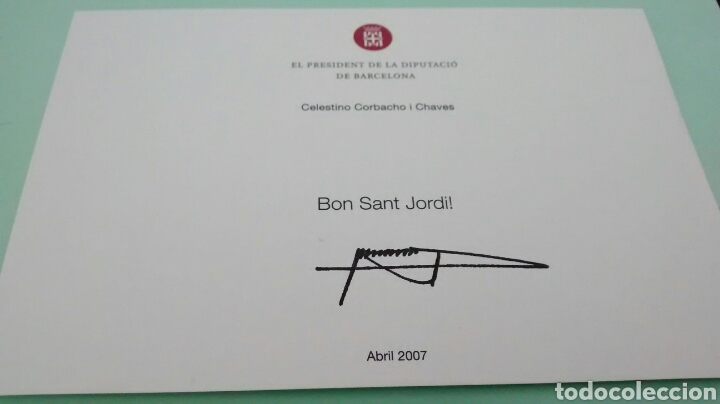 EL PRESIDENT DE LA DIPUTACIÓ
DE BARCELONA
Celestino Corbacho i Chaves
Bon Sant Jordi!
Abril 2007
todocoleccion